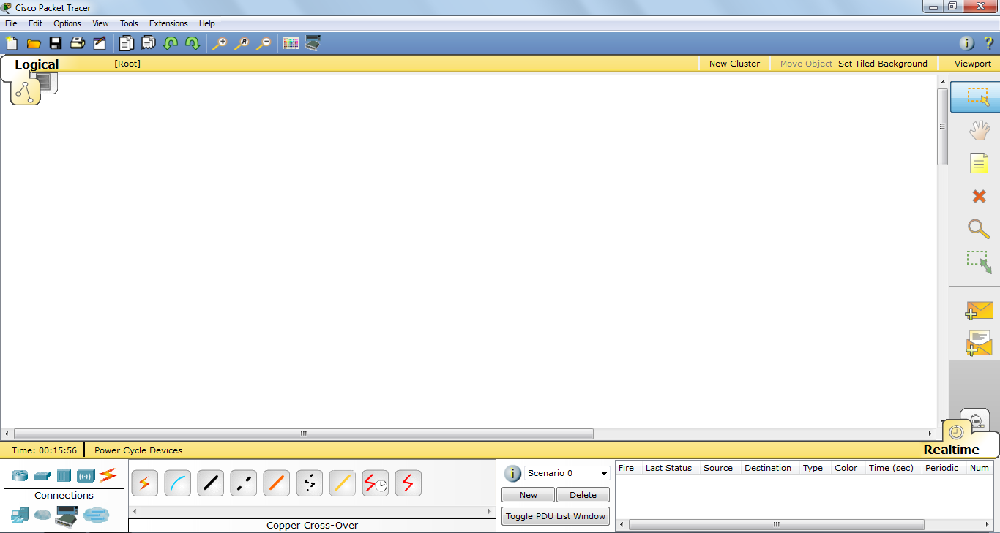 Cisco Packet Tracer
File Edit Options View Tools Extensions Help
Logical [Root] New Cluster Move Object Set Tiled Background Viewport
Time: 00:15:56 Power Cycle Devices Realtime
Connections
Copper Cross-Over
Scenario 0
New Delete
Toggle PDU List Window
Fire Last Status Source Destination Type Color Time (sec) Periodic Num